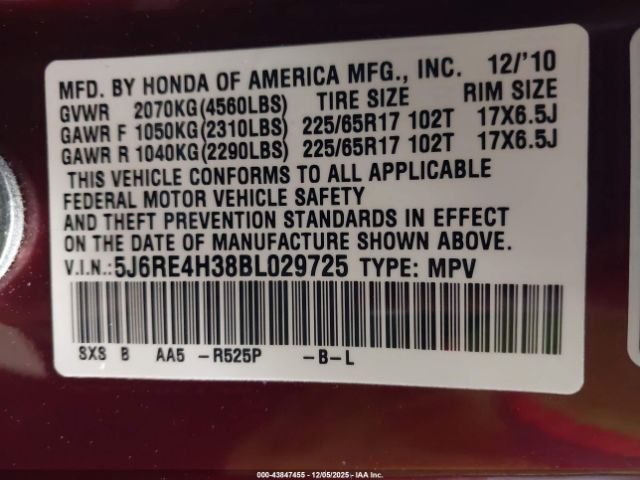 MFD. BY HONDA OF AMERICA MFG., INC. 12/'10
GVWR 2070KG(4560LBS) TIRE SIZE RIM SIZE
GAWR F 1050KG(2310LBS) 225/65R17 102T 17X6.5J
GAWR R 1040KG(2290LBS) 225/65R17 102T 17X6.5J
THIS VEHICLE CONFORMS TO ALL APPLICABLE
FEDERAL MOTOR VEHICLE SAFETY
AND THEFT PREVENTION STANDARDS IN EFFECT
ON THE DATE OF MANUFACTURE SHOWN ABOVE.
V.I.N.:5J6RE4H38BL029725 TYPE: MPV
SXS B AA5 -R525P -B-L
000-43847455 - 12/05/2025 - IAA Inc.